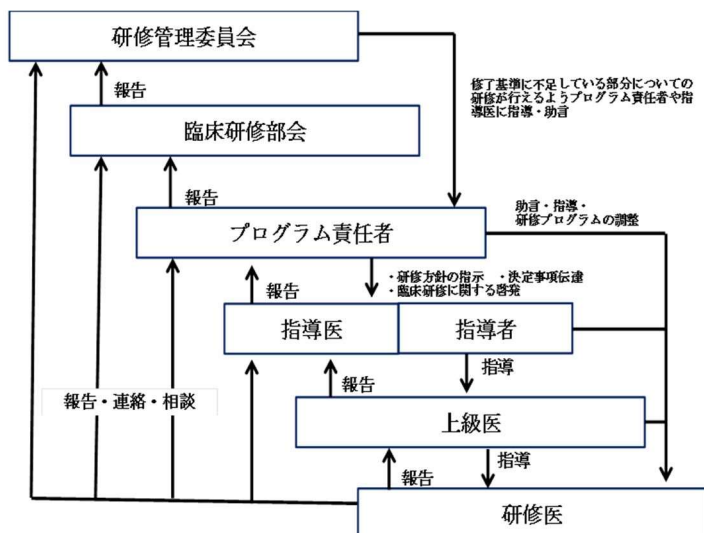 研修管理委員会
修了基準に不足している部分についての
研修が行えるようプログラム責任者や指
導医に指導・助言
報告
臨床研修部会
報告
助言・指導・
研修プログラムの調整
プログラム責任者
・研修方針の指示 ・決定事項伝達
・臨床研修に関する啓発
報告
指導医
指導者
指導
報告
報告・連絡・相談
上級医
指導
報告
研修医